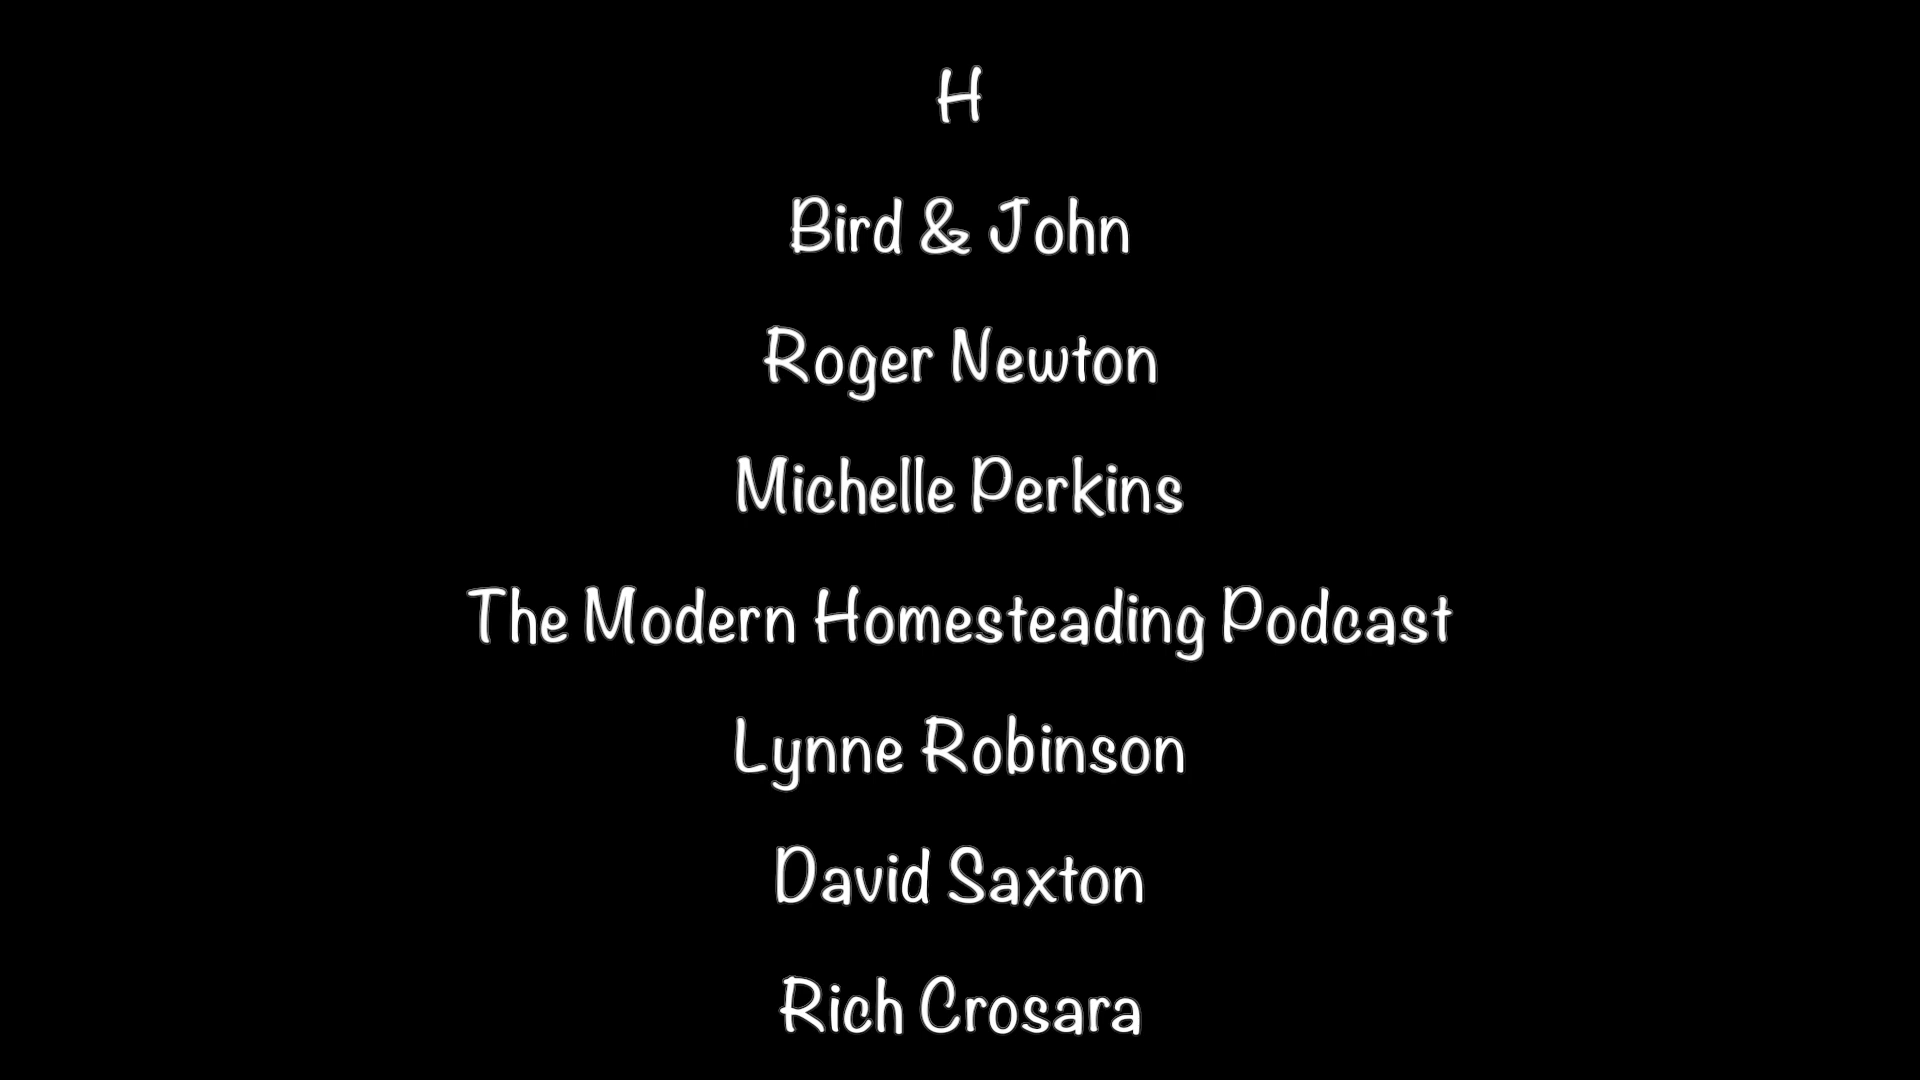 H
Bird & John
Roger Newton
Michelle Perkins
The Modern Homesteading Podcast
Lynne Robinson
David Saxton
Rich Crosara